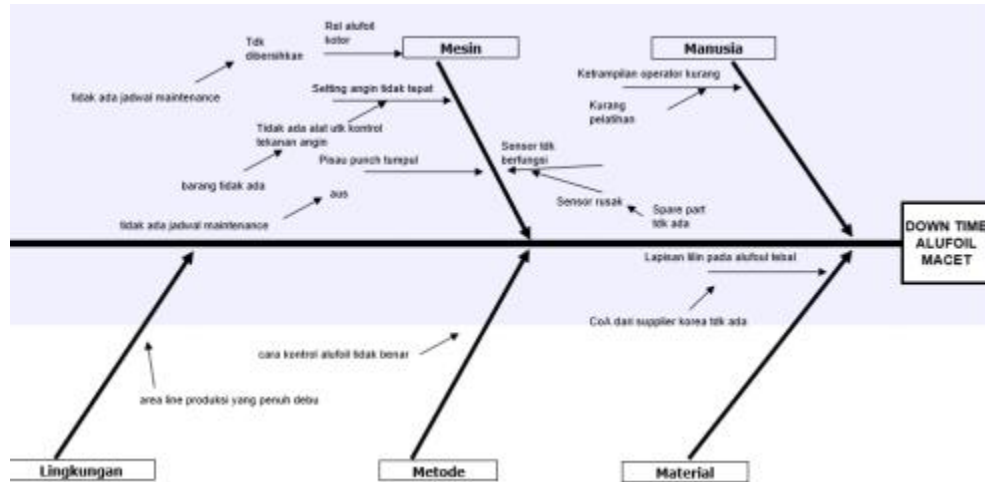 Rel alufoil
kotor
Tdk
dibersihkan
Mesin
Manusia
tidak ada jadwal maintenance
Setting angin tidak tepat
Ketrampilan operator kurang
Kurang
pelatihan
Tidak ada alat utk kontrol
tekanan angin
Pisau punch tumpul
Sensor tdk
berfungsi
barang tidak ada
aus
Sensor rusak
Spare part
tdk ada
tidak ada jadwal maintenance
DOWN TIME
ALUFOIL
MACET
Lapisan lilin pada alufoul tebal
CoA dari supplier korea tdk ada
cara kontrol alufoil tidak benar
area line produksi yang penuh debu
Lingkungan
Metode
Material